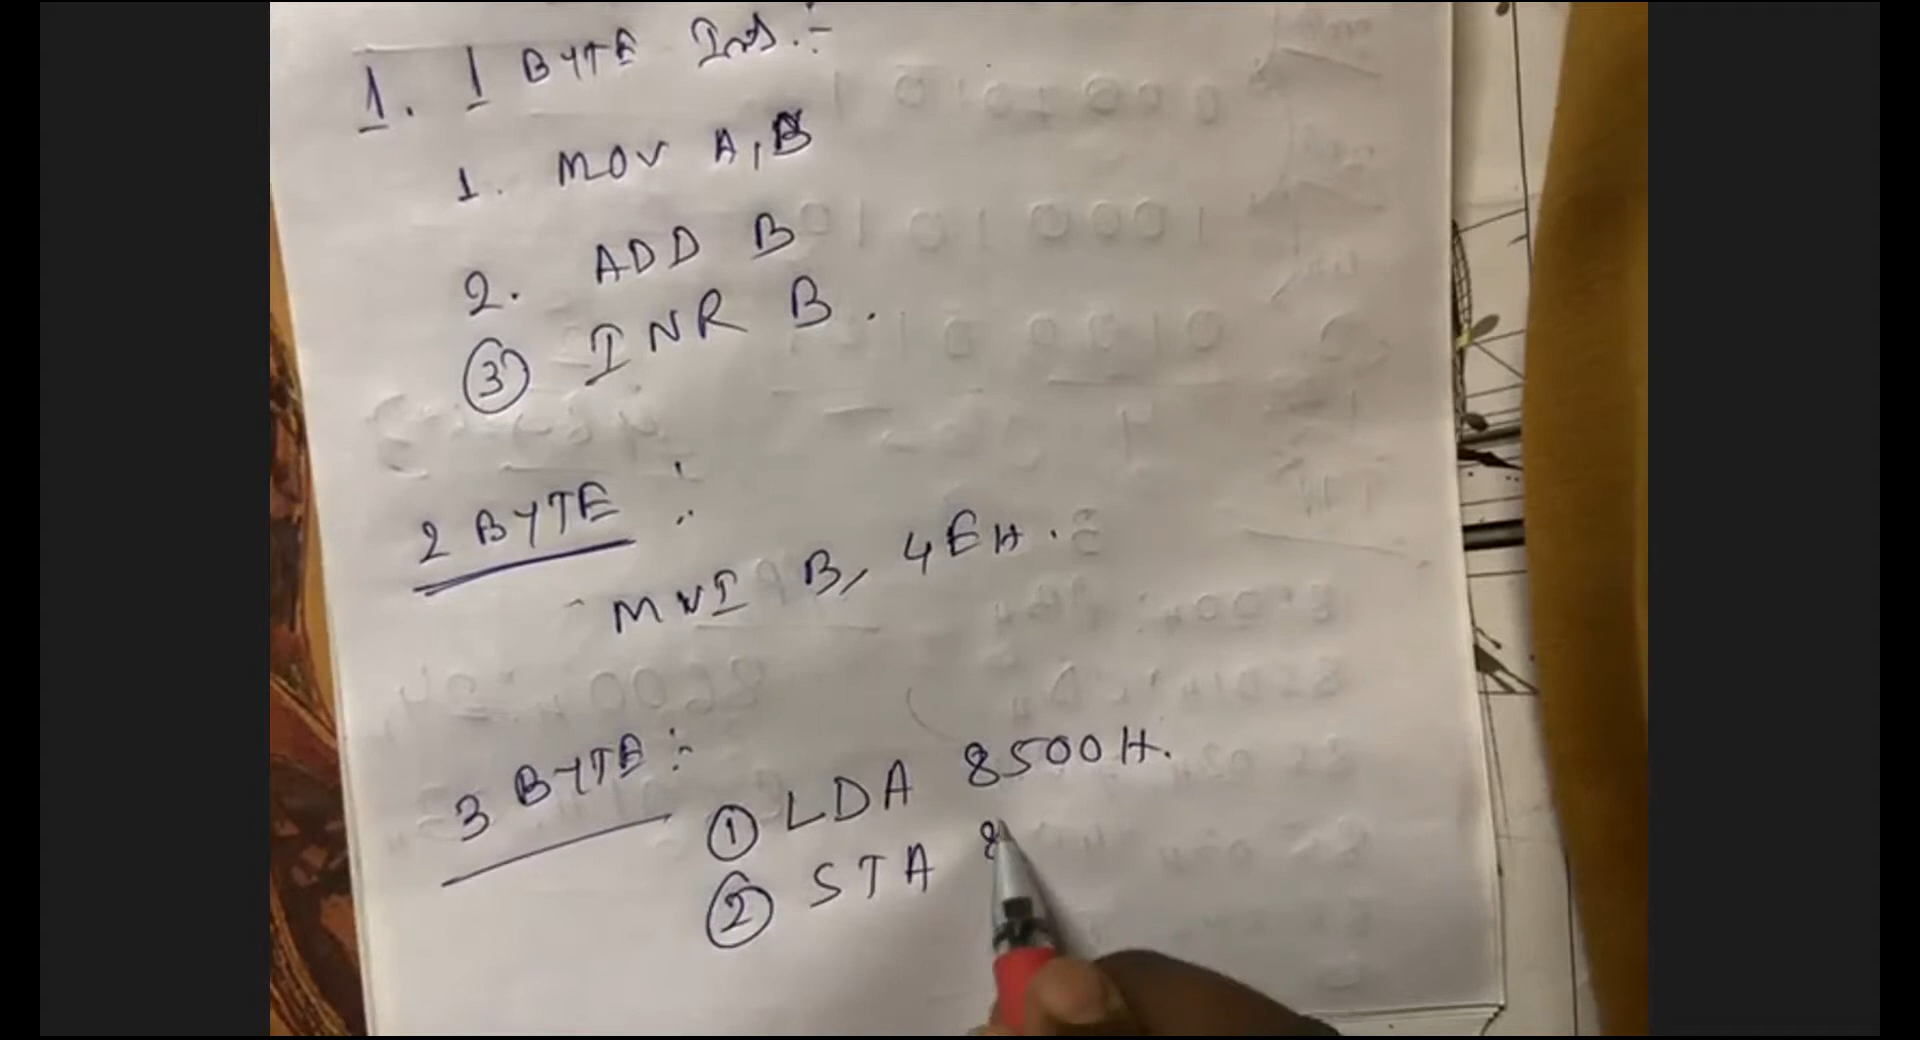 1. 1 BYTE Ins.:-
1. MOV A,B
2. ADD B
3 INR B.
2 BYTE :
MVI B, 4EH.
3 BYTE :-
1 LDA 8500H.
2 STA 8